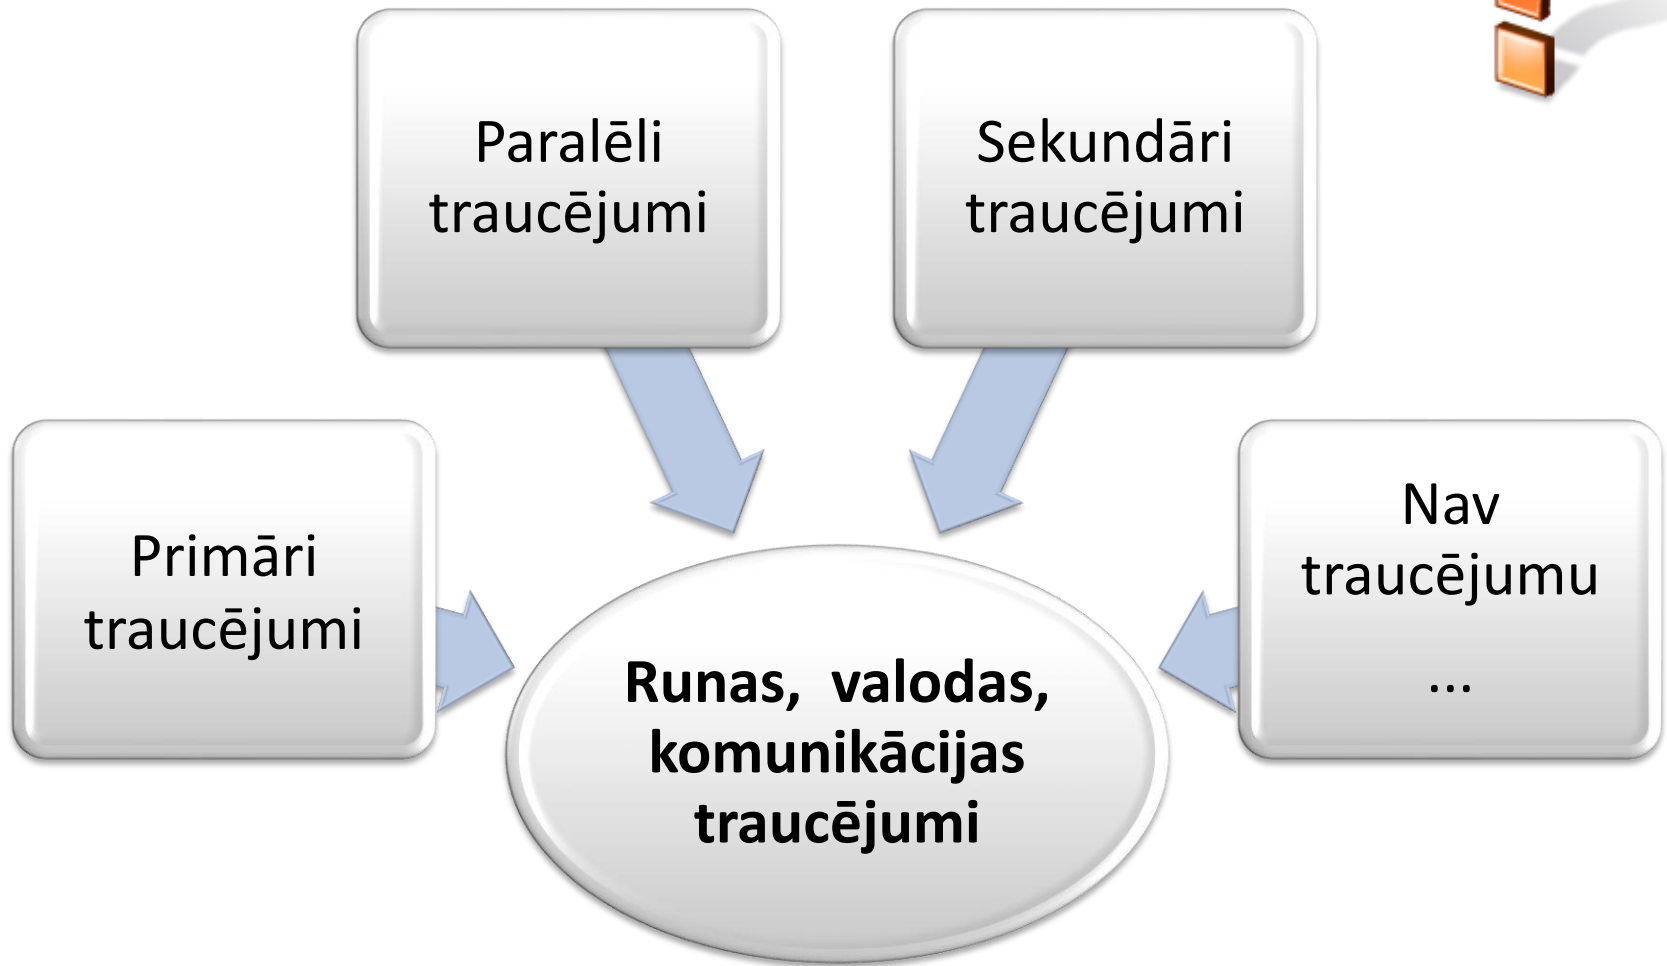 Paralēli
traucējumi
Sekundāri
traucējumi
Primāri
traucējumi
Nav
traucējumu
...
Runas, valodas,
komunikācijas
traucējumi